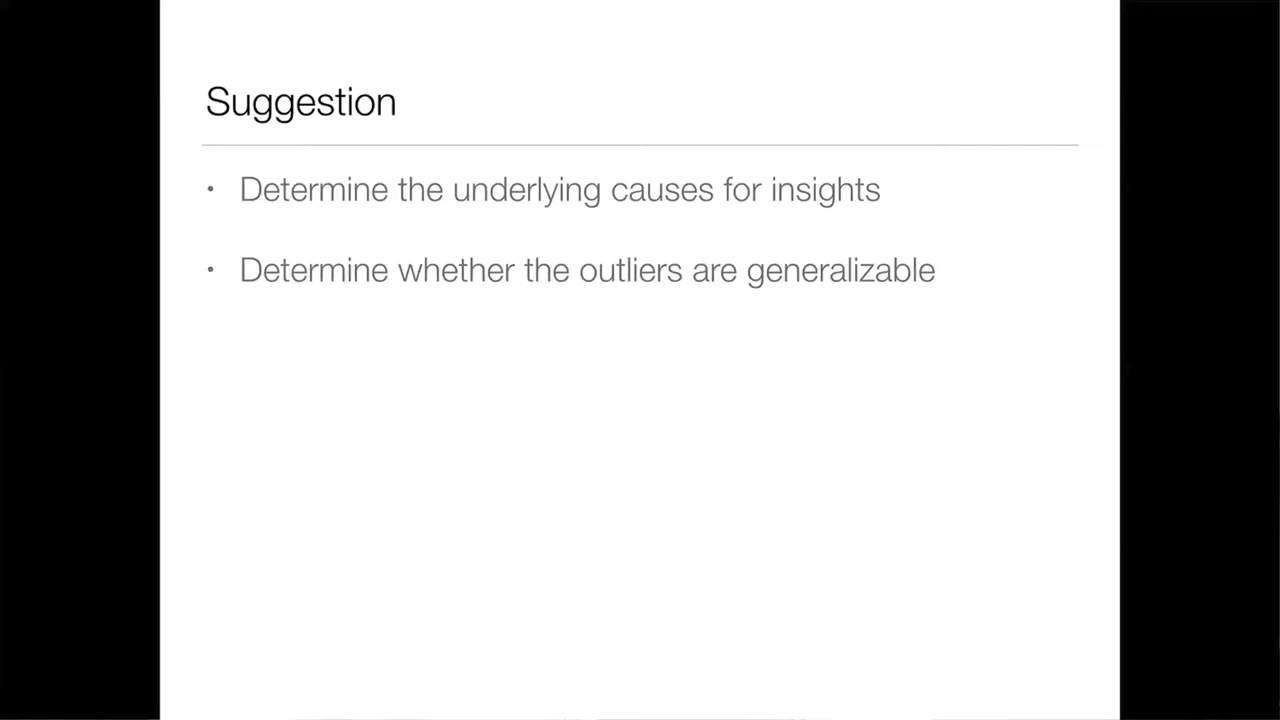 Suggestion
• Determine the underlying causes for insights
• Determine whether the outliers are generalizable